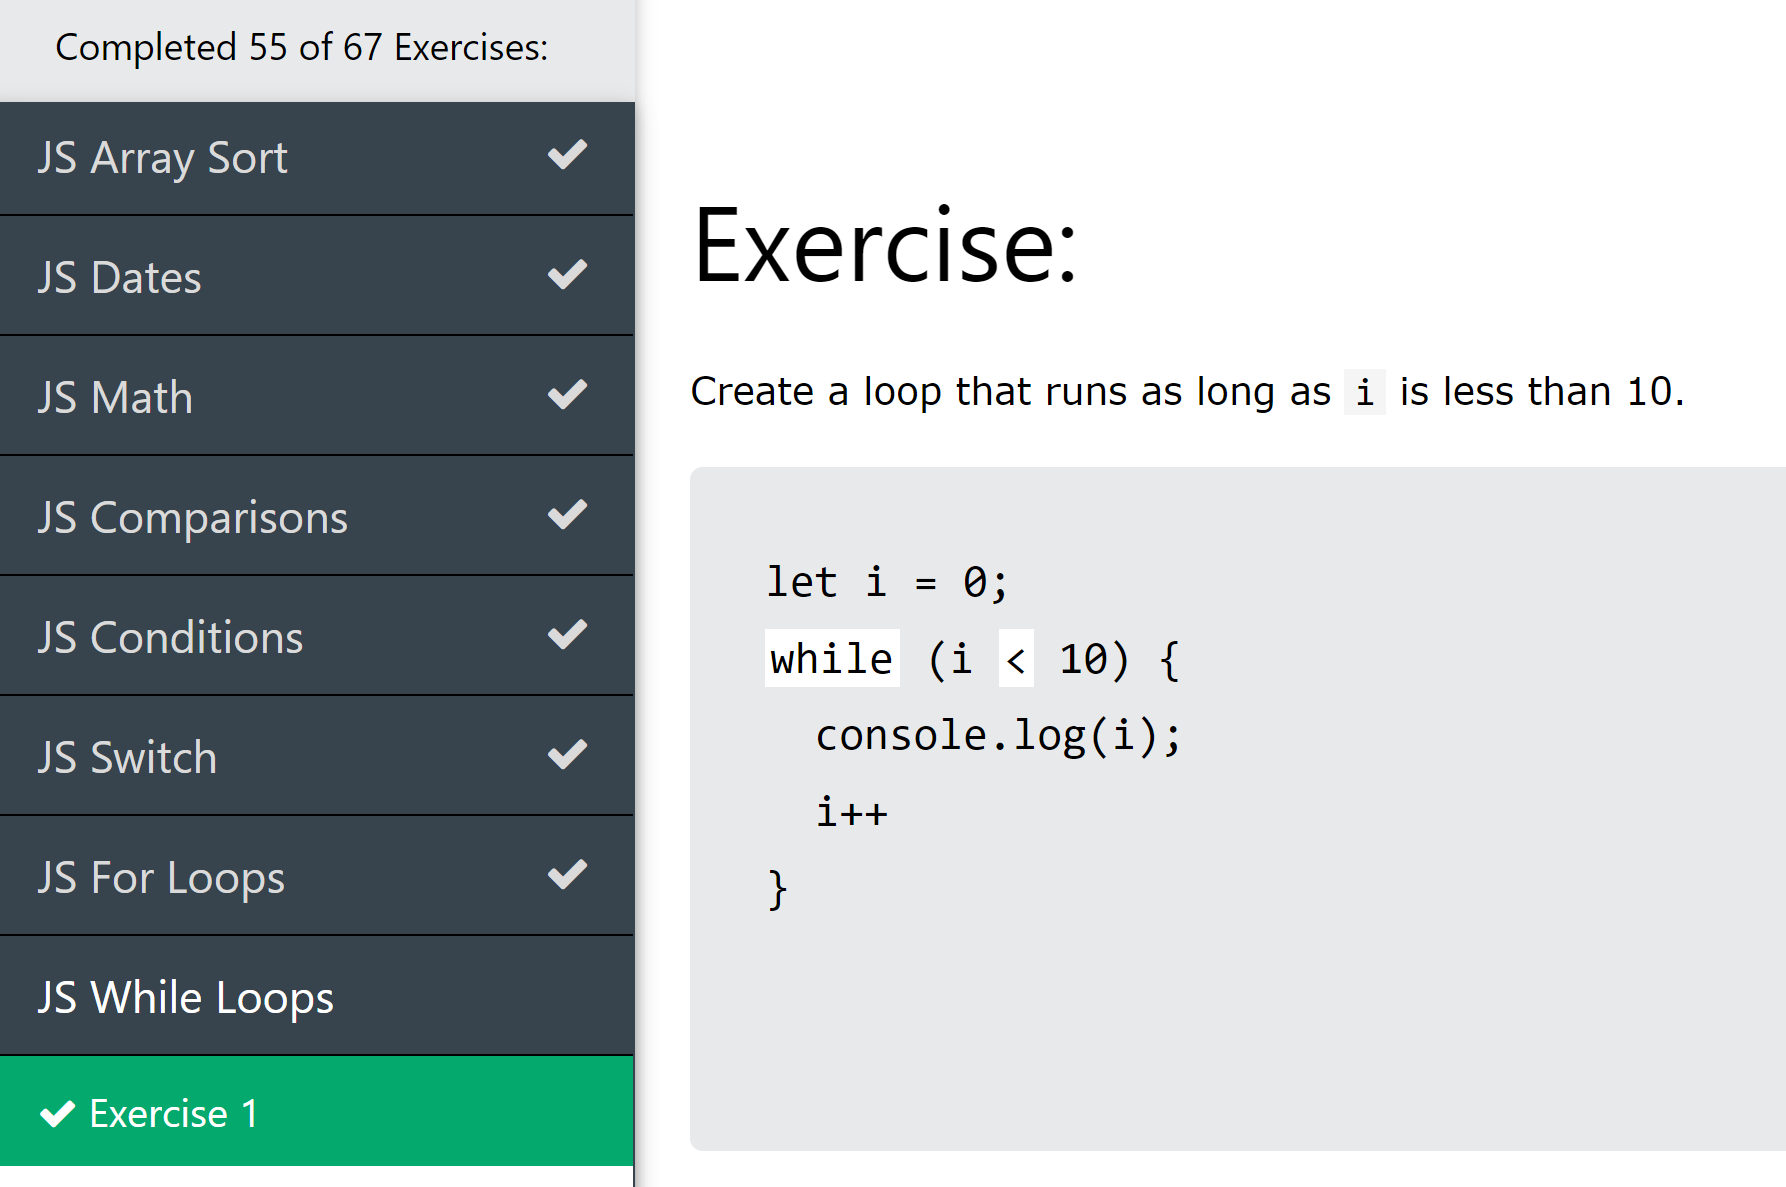 Completed 55 of 67 Exercises:
JS Array Sort
JS Dates
JS Math
JS Comparisons
JS Conditions
JS Switch
JS For Loops
JS While Loops
Exercise 1
Exercise:
Create a loop that runs as long as i is less than 10.
let i = 0;
while (i < 10) {
  console.log(i);
  i++
}